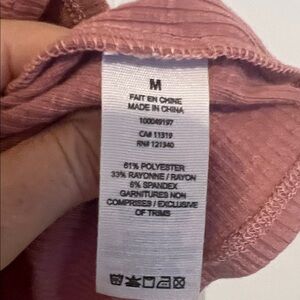 M
FAIT EN CHINE
MADE IN CHINA
100049197
CA# 11319
RN# 121340
61% POLYESTER
33% RAYONNE / RAYON
6% SPANDEX
GARNITURES NON
COMPRISES / EXCLUSIVE
OF TRIMS